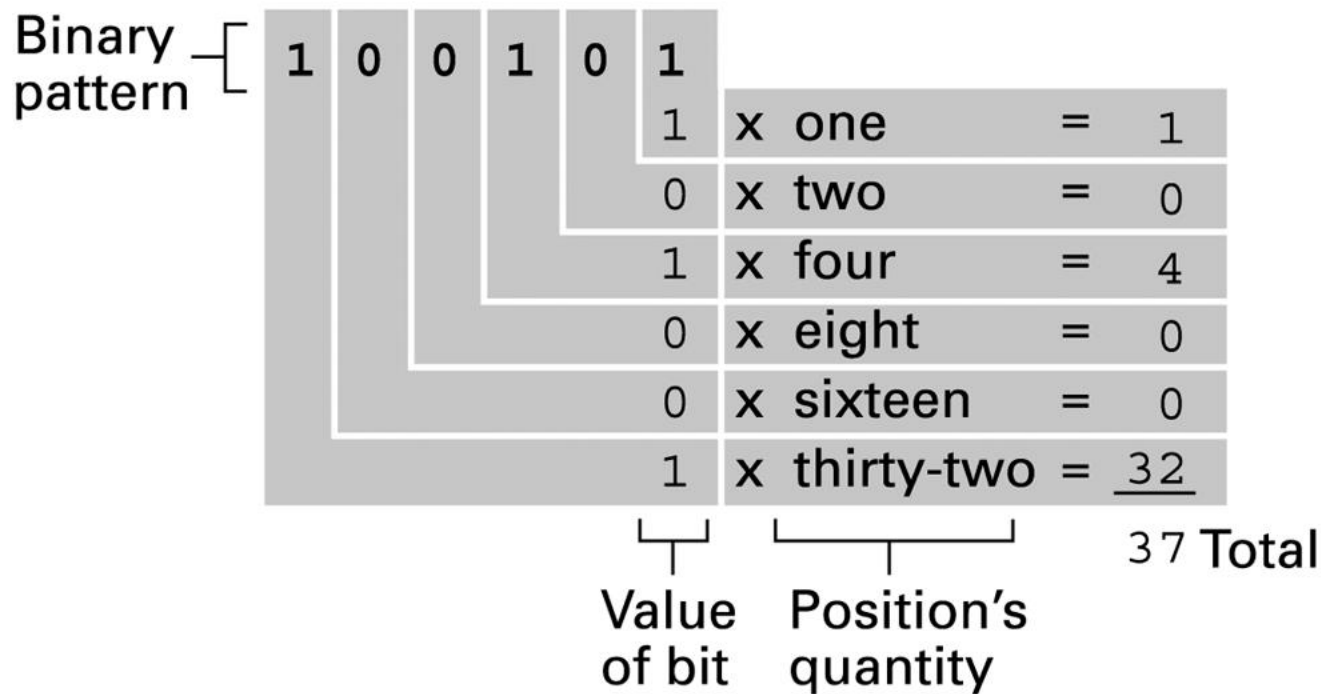 Binary
pattern
1 0 0 1 0 1
1 x one = 1
0 x two = 0
1 x four = 4
0 x eight = 0
0 x sixteen = 0
1 x thirty-two = 32
37 Total
Value
of bit
Position's
quantity